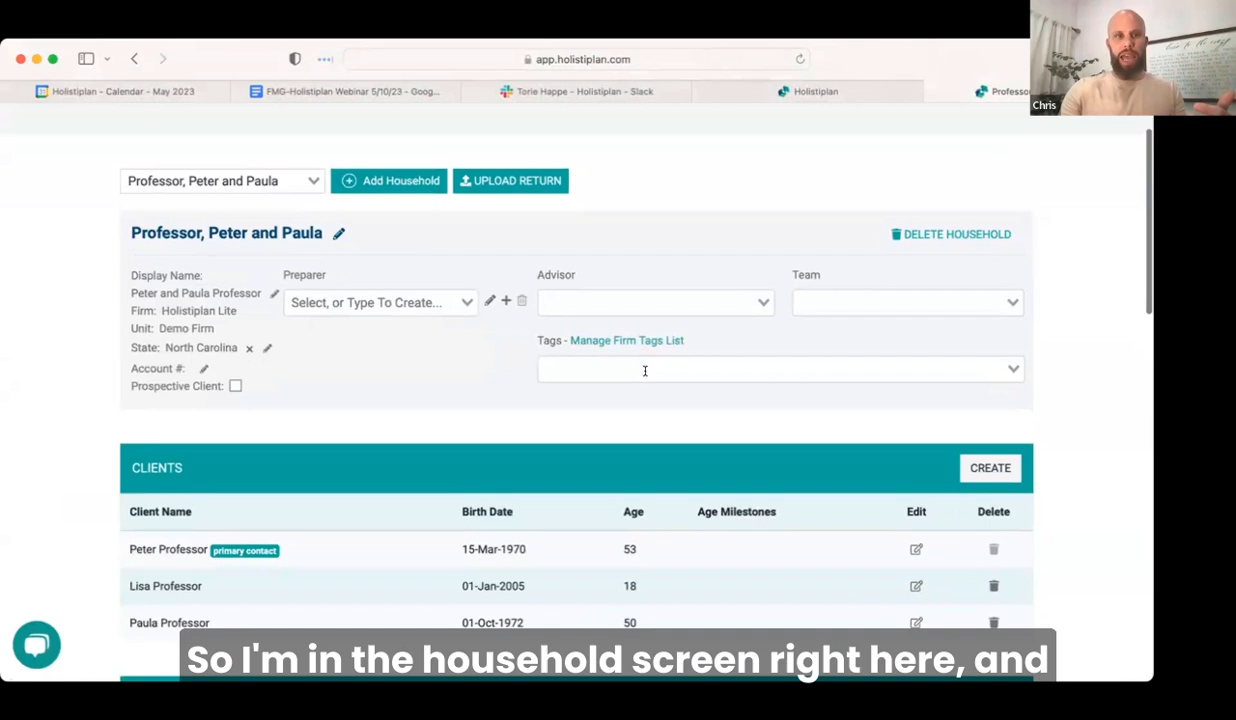 app.holistiplan.com
Holistiplan - Calendar - May 2023
FMG-Holistiplan Webinar 5/10/23 - Goog...
Torie Happe - Holistiplan - Slack
Holistiplan
Professo
Chris
Professor, Peter and Paula
Add Household
UPLOAD RETURN
Professor, Peter and Paula
DELETE HOUSEHOLD
Display Name:
Peter and Paula Professor
Firm: Holistiplan Lite
Unit: Demo Firm
State: North Carolina
Account #:
Prospective Client:
Preparer
Select, or Type To Create...
Advisor
Team
Tags - Manage Firm Tags List
CLIENTS
CREATE
Client Name Birth Date Age Age Milestones Edit Delete
Peter Professor primary contact 15-Mar-1970 53
Lisa Professor 01-Jan-2005 18
Paula Professor 01-Oct-1972 50
So I'm in the household screen right here, and